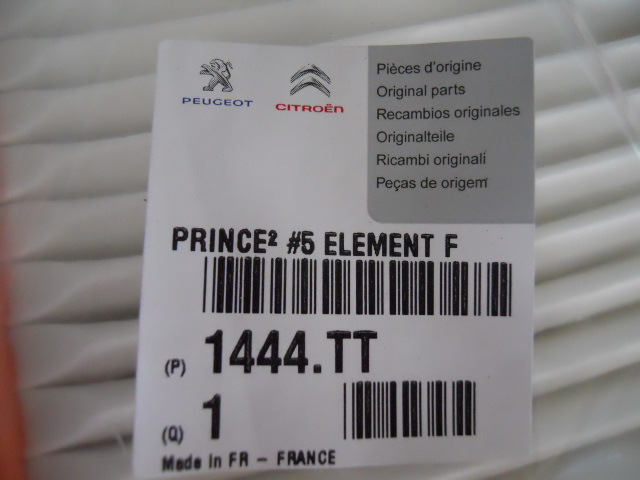 PEUGEOT
CITROËN
Pièces d'origine
Original parts
Recambios originales
Originalteile
Ricambi originali
Peças de origem
PRINCE² #5 ELEMENT F
(P) 1444.TT
(Q) 1
Made in FR - FRANCE